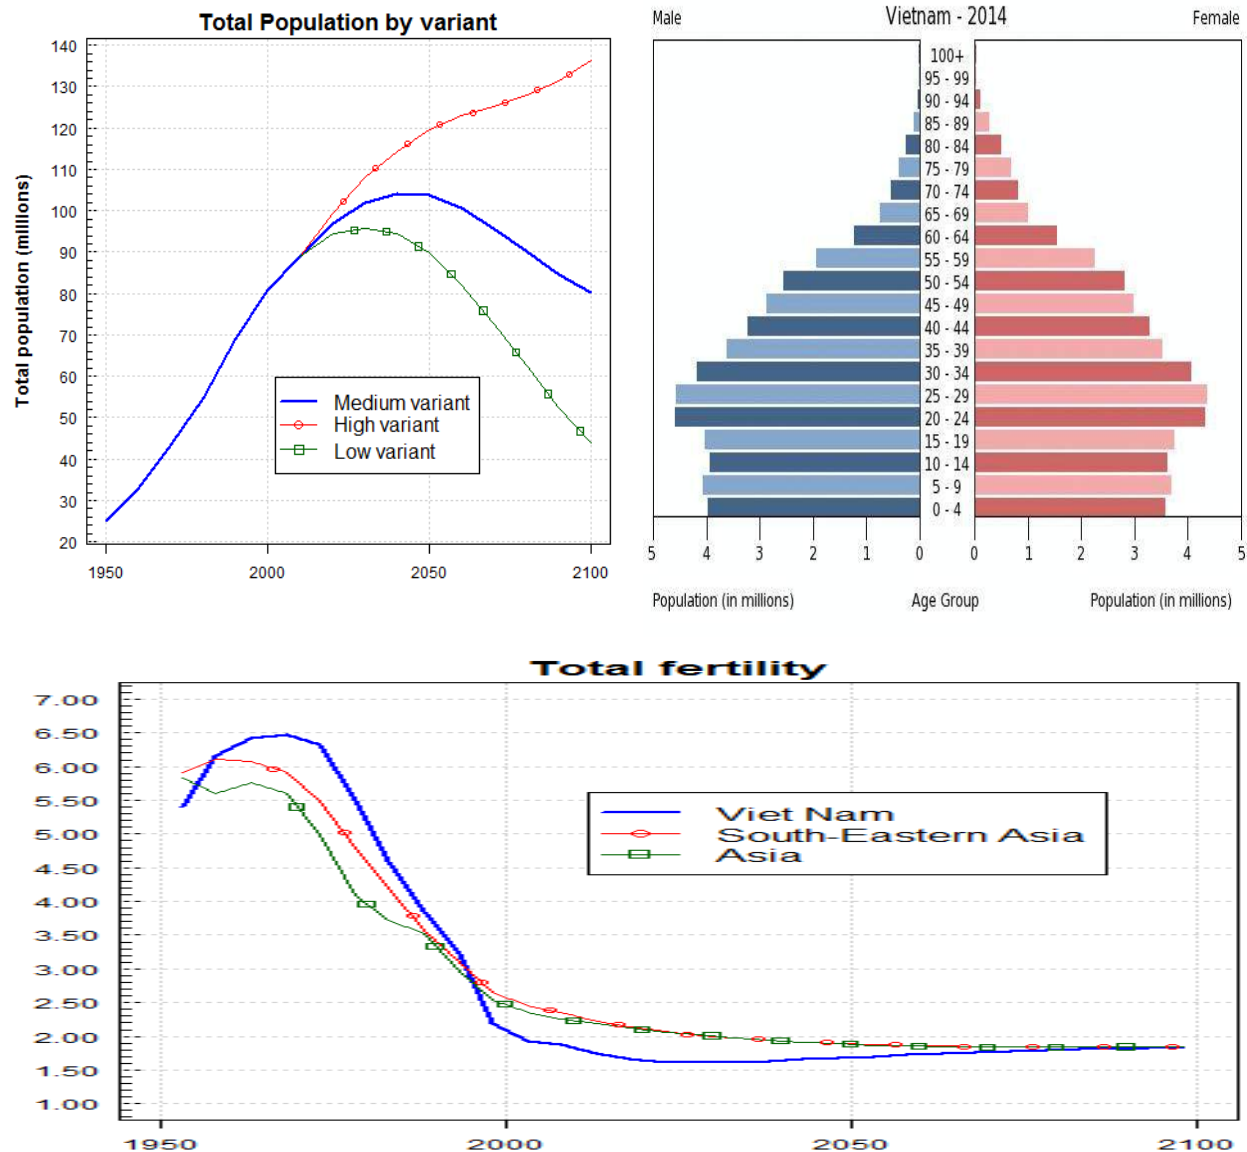 Total Population by variant
Total population (millions)
140
130
120
110
100
90
80
70
60
50
40
30
20
1950 2000 2050 2100
Medium variant
High variant
Low variant
Male Vietnam - 2014 Female
100+
95 - 99
90 - 94
85 - 89
80 - 84
75 - 79
70 - 74
65 - 69
60 - 64
55 - 59
50 - 54
45 - 49
40 - 44
35 - 39
30 - 34
25 - 29
20 - 24
15 - 19
10 - 14
5 - 9
0 - 4
5 4 3 2 1 0 0 1 2 3 4 5
Population (in millions) Age Group Population (in millions)
Total fertility
7.00
6.50
6.00
5.50
5.00
4.50
4.00
3.50
3.00
2.50
2.00
1.50
1.00
Viet Nam
South-Eastern Asia
Asia
1950 2000 2050 2100